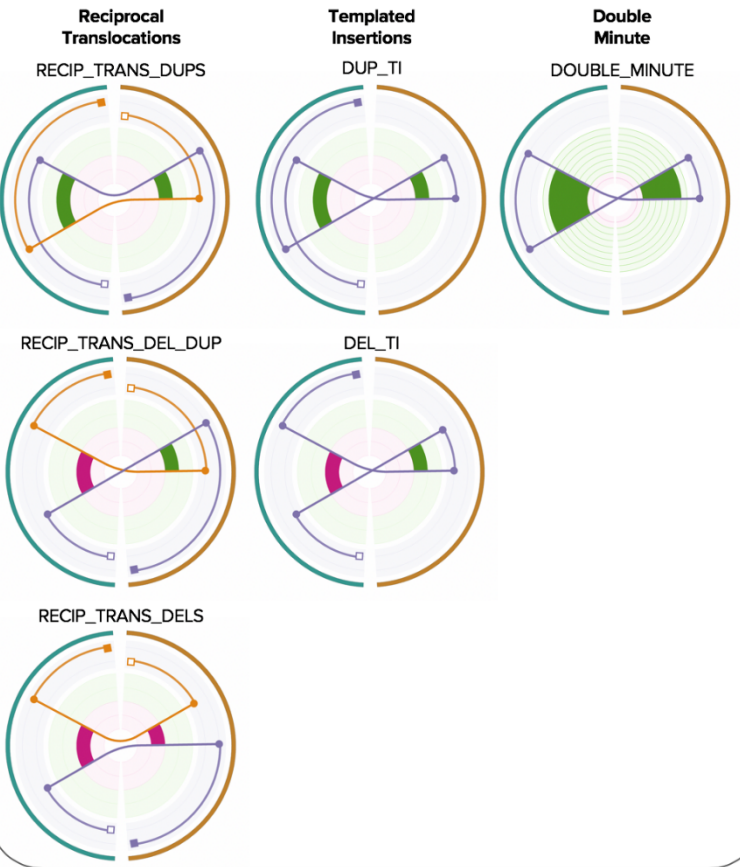 Reciprocal
Translocations
Templated
Insertions
Double
Minute
RECIP_TRANS_DUPS
DUP_TI
DOUBLE_MINUTE
RECIP_TRANS_DEL_DUP
DEL_TI
RECIP_TRANS_DELS